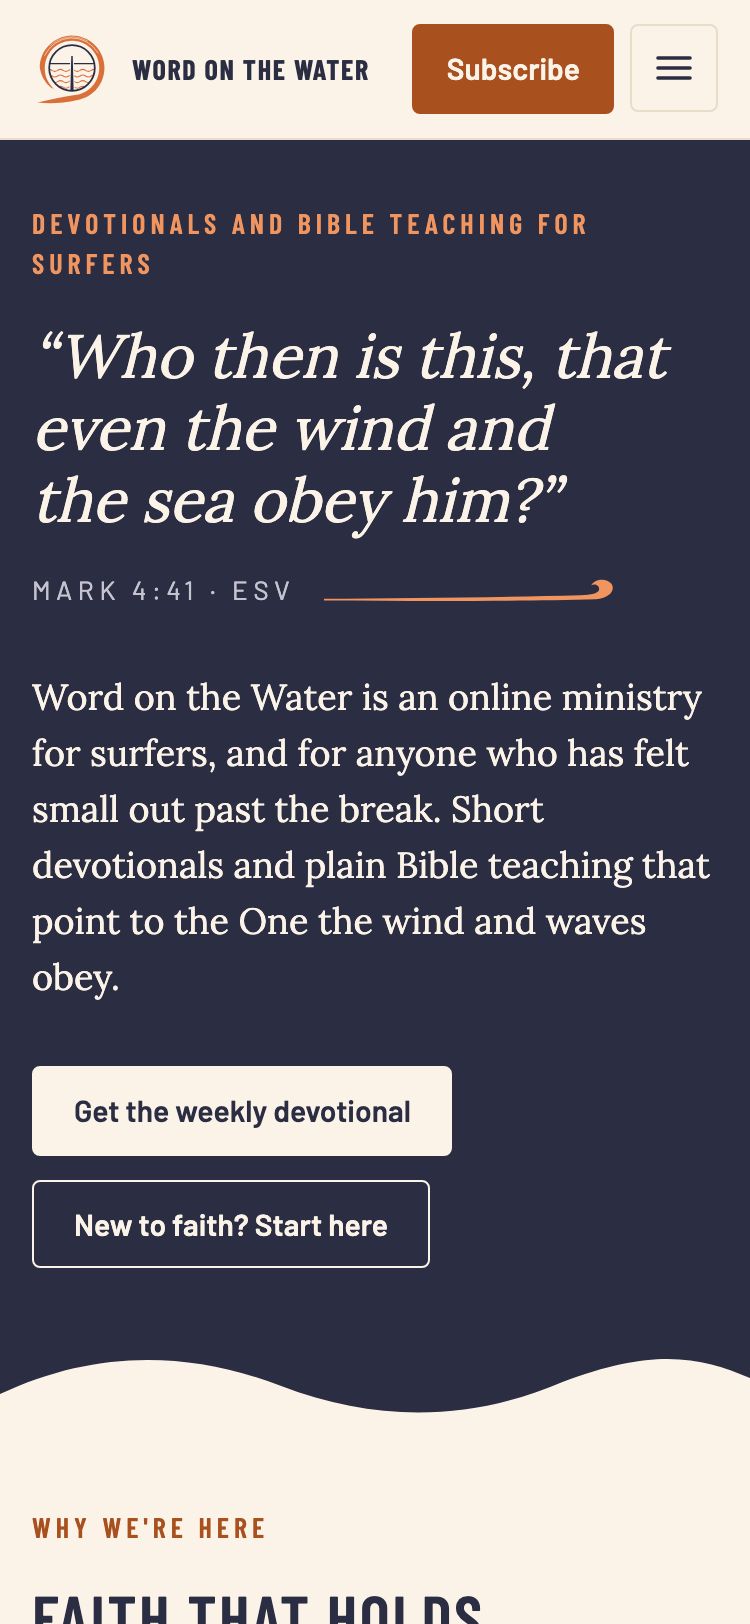 WORD ON THE WATER
Subscribe
DEVOTIONALS AND BIBLE TEACHING FOR
SURFERS
“Who then is this, that
even the wind and
the sea obey him?”
MARK 4:41 · ESV
Word on the Water is an online ministry
for surfers, and for anyone who has felt
small out past the break. Short
devotionals and plain Bible teaching that
point to the One the wind and waves
obey.
Get the weekly devotional
New to faith? Start here
WHY WE'RE HERE
FAITH THAT HOLDS